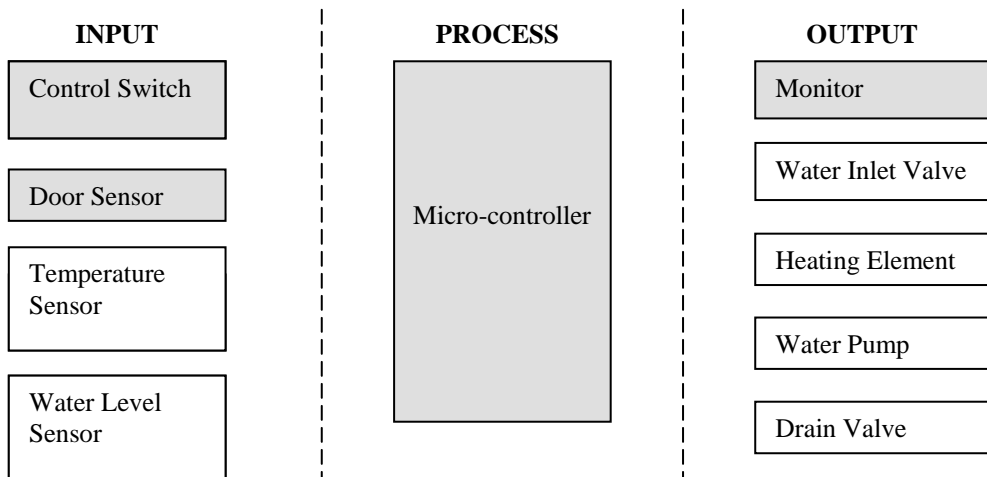 INPUT
PROCESS
OUTPUT
Control Switch
Door Sensor
Temperature
Sensor
Water Level
Sensor
Micro-controller
Monitor
Water Inlet Valve
Heating Element
Water Pump
Drain Valve